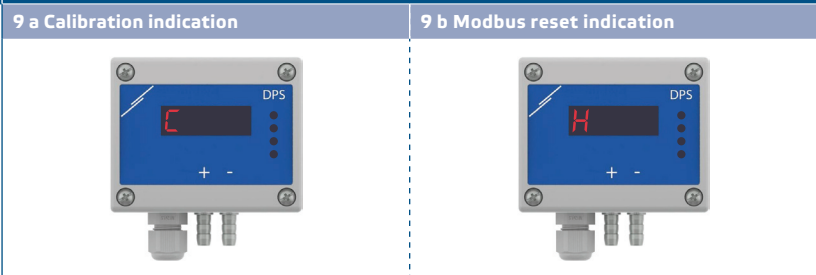 9 a Calibration indication
9 b Modbus reset indication
DPS
C
+ -
DPS
H
+ -